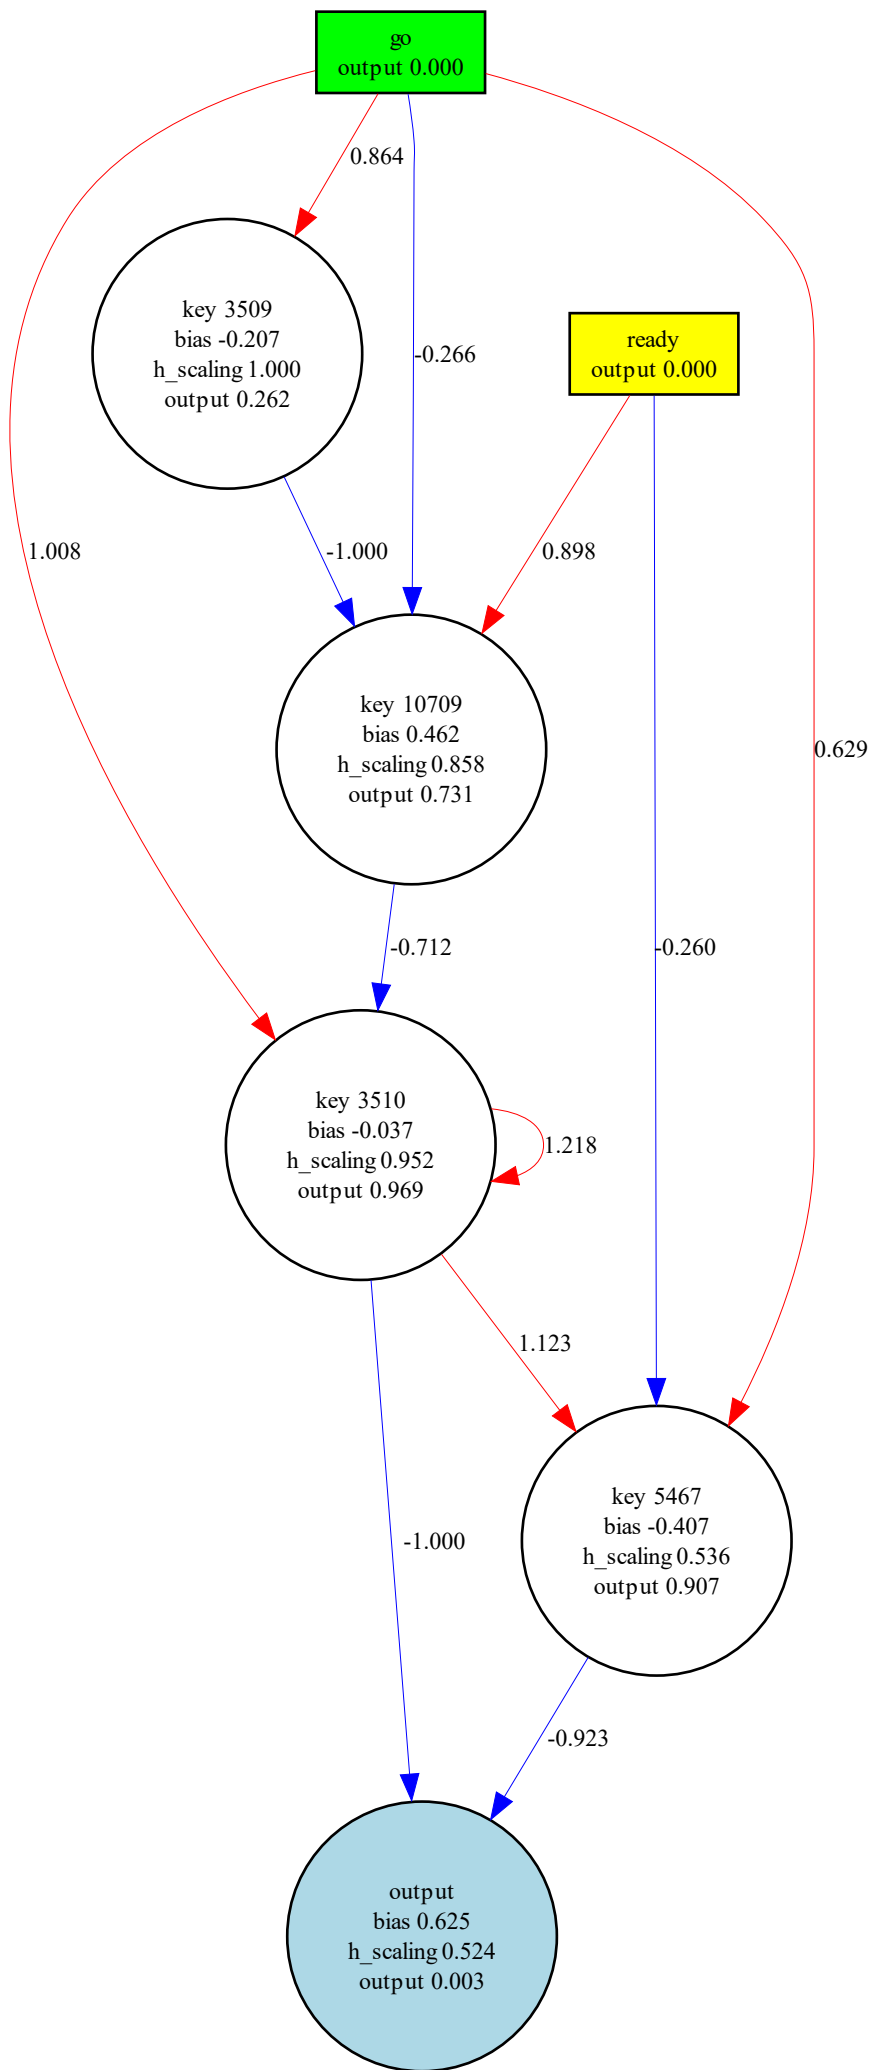 go
output 0.000
0.864
key 3509
bias -0.207
h_scaling 1.000
output 0.262
-0.266
ready
output 0.000
1.008
-1.000
0.898
key 10709
bias 0.462
h_scaling 0.858
output 0.731
0.629
-0.712
-0.260
key 3510
bias -0.037
h_scaling 0.952
output 0.969
1.218
1.123
key 5467
bias -0.407
h_scaling 0.536
output 0.907
-1.000
-0.923
output
bias 0.625
h_scaling 0.524
output 0.003